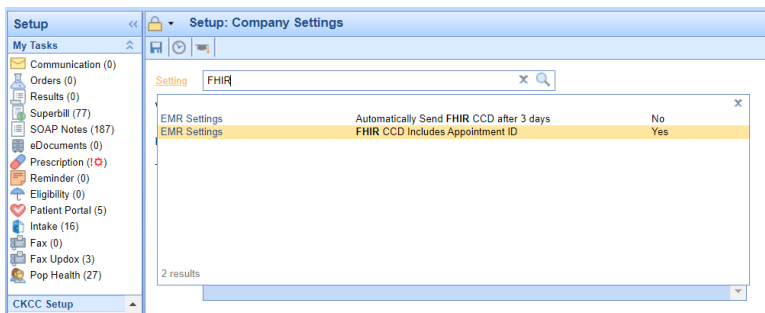 Setup
Setup: Company Settings
My Tasks
Communication (0)
Orders (0)
Results (0)
Superbill (77)
SOAP Notes (187)
eDocuments (0)
Prescription (!)
Reminder (0)
Eligibility (0)
Patient Portal (5)
Intake (16)
Fax (0)
Fax Updox (3)
Pop Health (27)
CKCC Setup
Setting FHIR
EMR Settings Automatically Send FHIR CCD after 3 days No
EMR Settings FHIR CCD Includes Appointment ID Yes
2 results